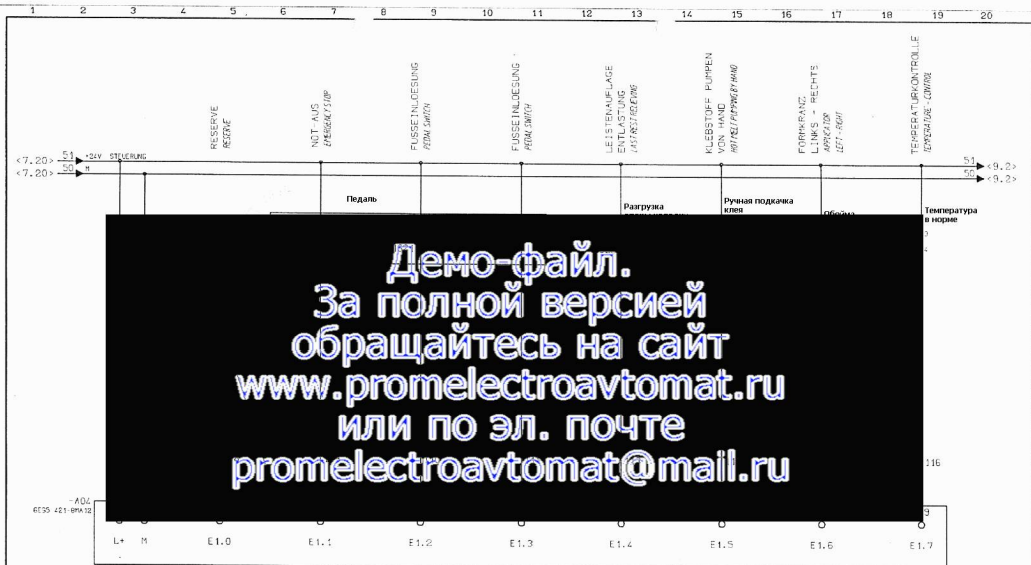 1 2 3 4 5 6 7 8 9 10 11 12 13 14 15 16 17 18 19 20
RESERVE
RESERVE
NOT-AUS
EMERGENCY STOP
FUSSEINLOESUNG
PEDAL SWITCH
FUSSEINLOESUNG
PEDAL SWITCH
LEISTENAUFLAGE
ENTLASTUNG
LAST REST RELIEVING
KLEBSTOFF PUMPEN
VON HAND
HOT MELT PUMPING BY HAND
FORMKRANZ
LINKS - RECHTS
APPLICATOR
LEFT - RIGHT
TEMPERATURKONTROLLE
TEMPERATURE - CONTROL
<7.20> 51 +24V STEUERUNG 51 <9.2>
<7.20> 50 M 50 <9.2>
Педаль
Разгрузка
Ручная подкачка
клея
Обойма
Температура
в норме
Демо-файл.
За полной версией
обращайтесь на сайт
www.promelectroavtomat.ru
или по эл. почте
promelectroavtomat@mail.ru
116
-A04
6ES5 421-8MA12
9
L+ M E1.0 E1.1 E1.2 E1.3 E1.4 E1.5 E1.6 E1.7